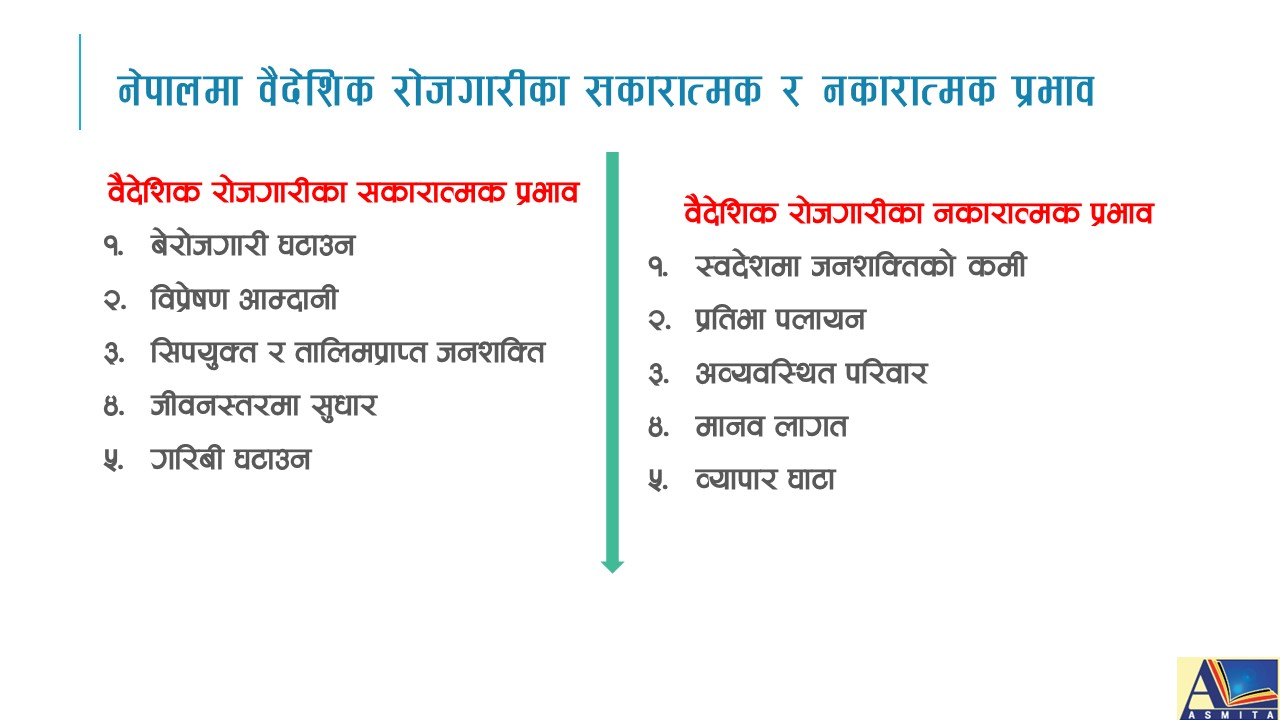 नेपालमा वैदेशिक रोजगारीका सकारात्मक र नकारात्मक प्रभाव
वैदेशिक रोजगारीका सकारात्मक प्रभाव
१. बेरोजगारी घटाउन
२. विप्रेषण आम्दानी
३. सिपयुक्त र तालिमप्राप्त जनशक्ति
४. जीवनस्तरमा सुधार
५. गरिबी घटाउन
वैदेशिक रोजगारीका नकारात्मक प्रभाव
१. स्वदेशमा जनशक्तिको कमी
२. प्रतिभा पलायन
३. अव्यवस्थित परिवार
४. मानव लागत
५. व्यापार घाटा
ASMITA